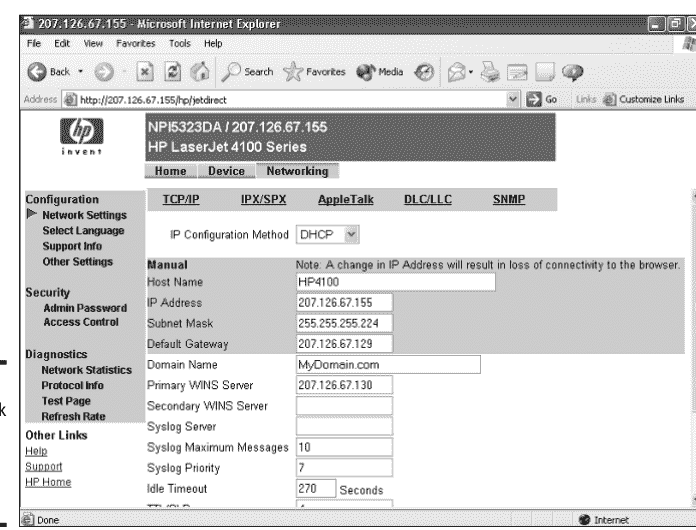 207.126.67.155 - Microsoft Internet Explorer
File Edit View Favorites Tools Help
Back Search Favorites Media
Address http://207.126.67.155/hp/jetdirect Go Links Customize Links
hp
invent
NPI5323DA / 207.126.67.155
HP LaserJet 4100 Series
Home Device Networking
Configuration
Network Settings
Select Language
Support Info
Other Settings
Security
Admin Password
Access Control
Diagnostics
Network Statistics
Protocol Info
Test Page
Refresh Rate
Other Links
Help
Support
HP Home
TCP/IP IPX/SPX AppleTalk DLC/LLC SNMP
IP Configuration Method DHCP
Manual Note: A change in IP Address will result in loss of connectivity to the browser.
Host Name HP4100
IP Address 207.126.67.155
Subnet Mask 255.255.255.224
Default Gateway 207.126.67.129
Domain Name MyDomain.com
Primary WINS Server 207.126.67.130
Secondary WINS Server
Syslog Server
Syslog Maximum Messages 10
Syslog Priority 7
Idle Timeout 270 Seconds
Done Internet